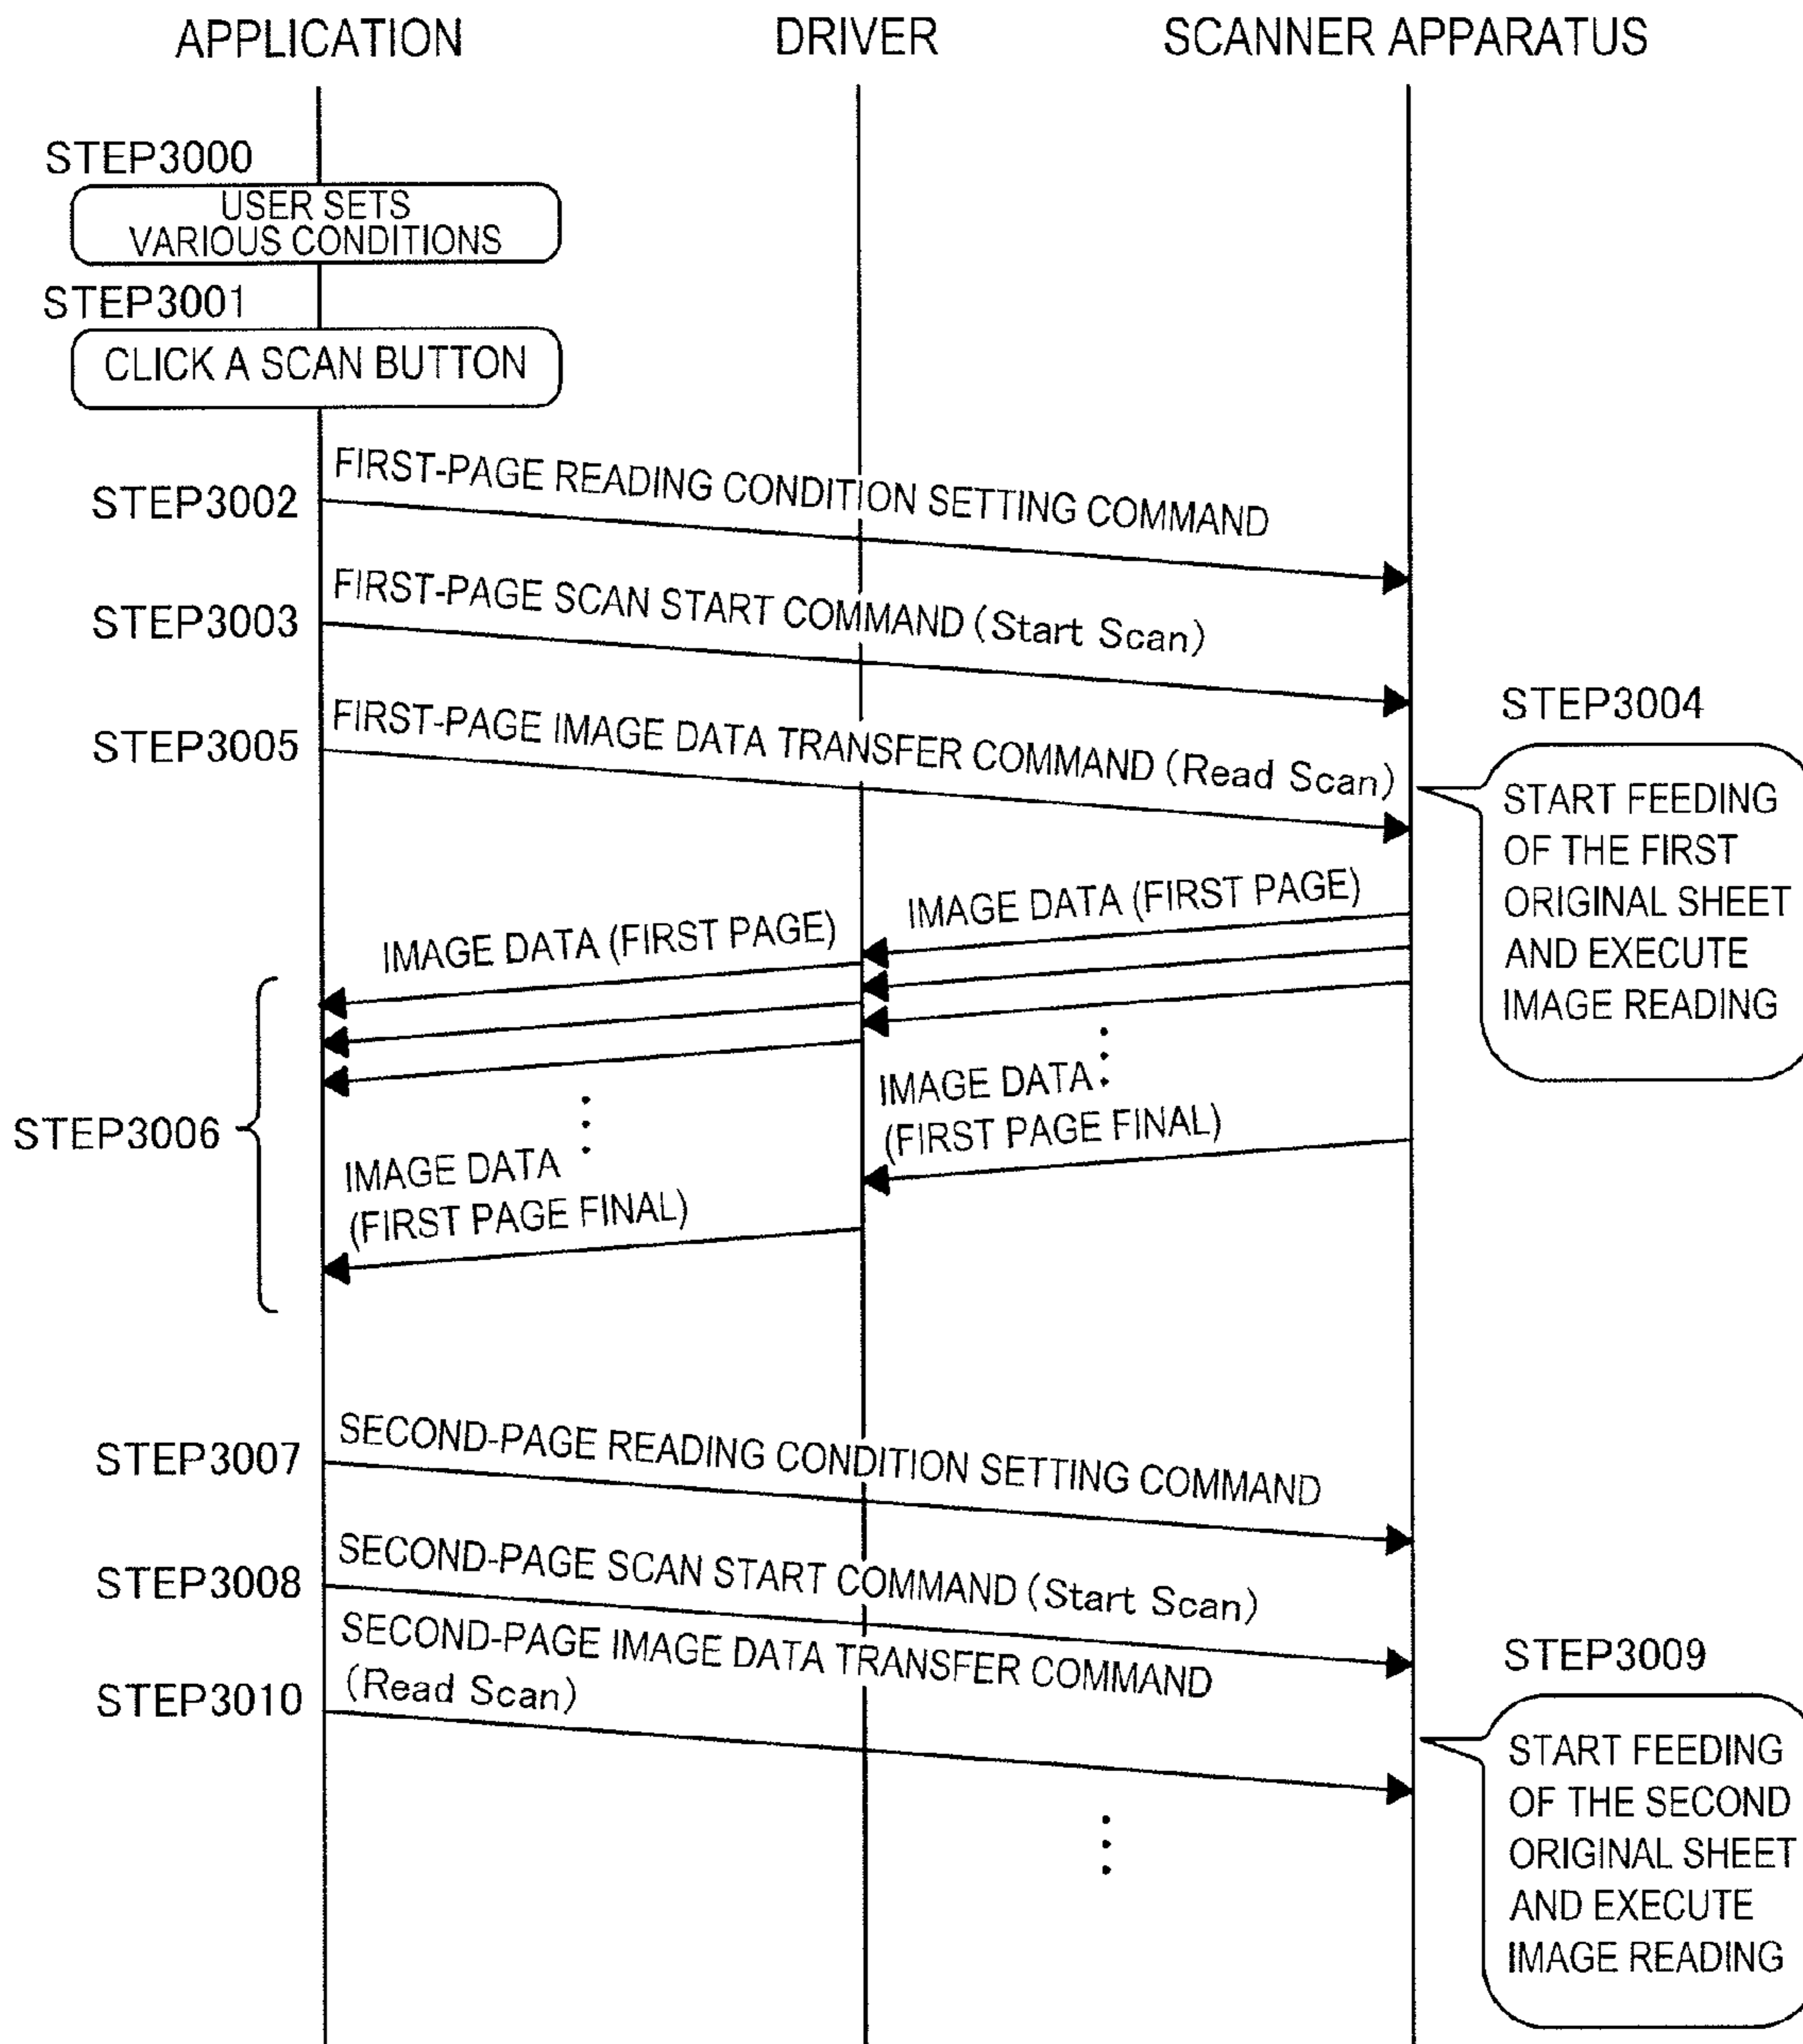 APPLICATION
DRIVER
SCANNER APPARATUS
STEP3000
USER SETS
VARIOUS CONDITIONS
STEP3001
CLICK A SCAN BUTTON
FIRST-PAGE READING CONDITION SETTING COMMAND
STEP3002
FIRST-PAGE SCAN START COMMAND (Start Scan)
STEP3003
FIRST-PAGE IMAGE DATA TRANSFER COMMAND (Read Scan)
STEP3005
STEP3004
START FEEDING
OF THE FIRST
ORIGINAL SHEET
AND EXECUTE
IMAGE READING
IMAGE DATA (FIRST PAGE)
IMAGE DATA (FIRST PAGE)
IMAGE DATA
(FIRST PAGE FINAL)
STEP3006
IMAGE DATA
(FIRST PAGE FINAL)
SECOND-PAGE READING CONDITION SETTING COMMAND
STEP3007
SECOND-PAGE SCAN START COMMAND (Start Scan)
STEP3008
SECOND-PAGE IMAGE DATA TRANSFER COMMAND
(Read Scan)
STEP3010
STEP3009
START FEEDING
OF THE SECOND
ORIGINAL SHEET
AND EXECUTE
IMAGE READING